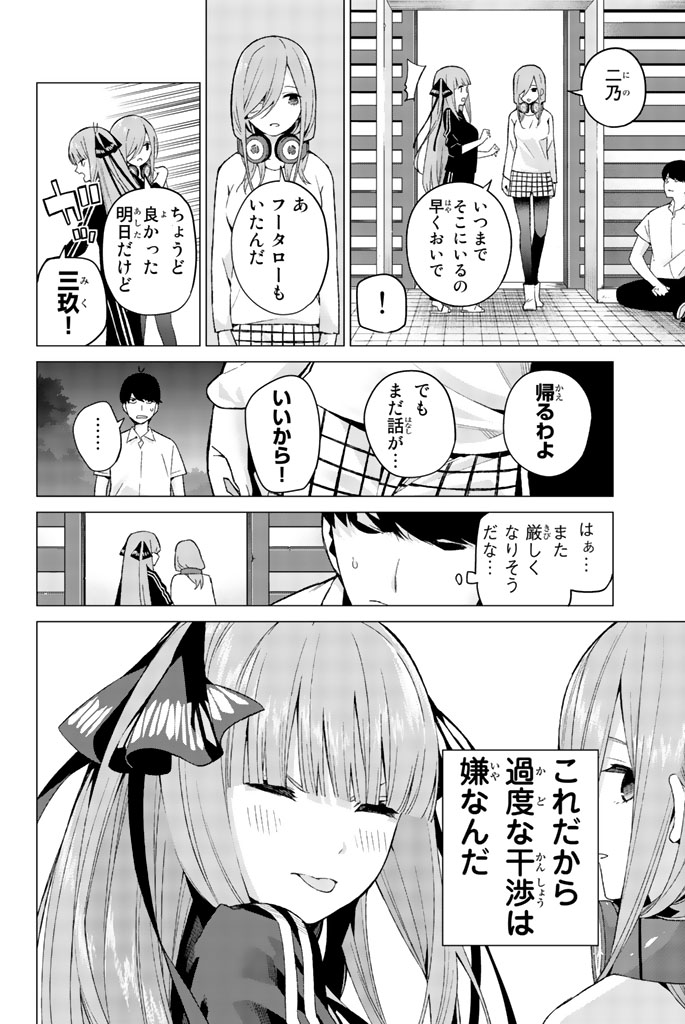 二乃
いつまで
そこにいるの
早くおいで
！
あ
フータローも
いたんだ
ちょうど
良かった
明日だけど
三玖！
帰るわよ
でも
まだ話が…
いいから！
……
はぁ…
また
厳しく
なりそう
だな…
これだから
過度な干渉は
嫌なんだ